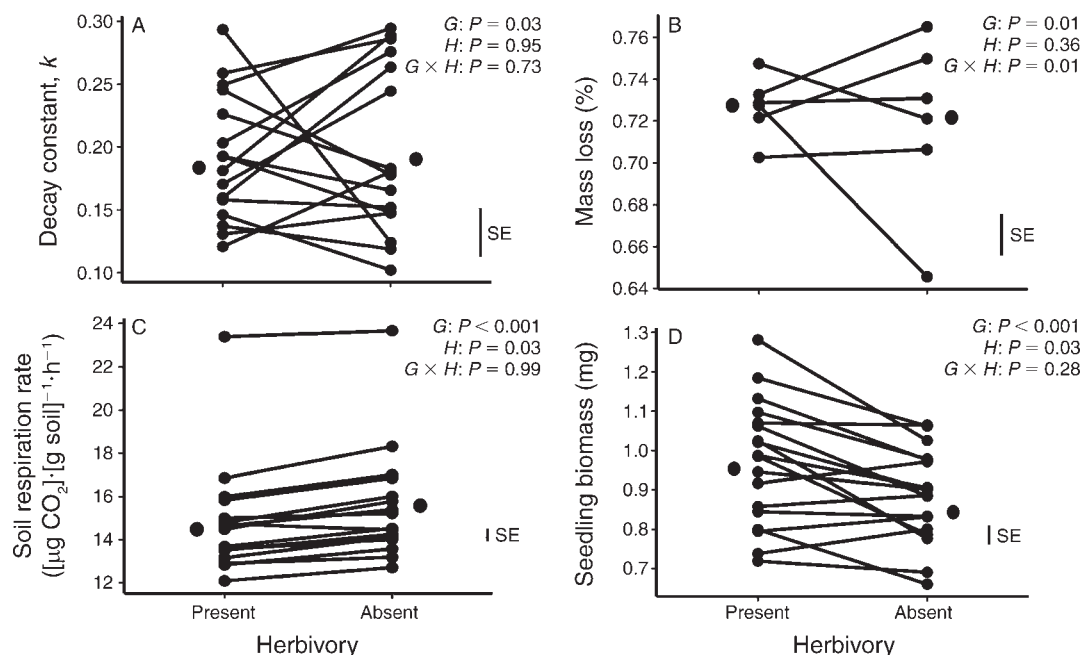 A
G: P = 0.03
H: P = 0.95
G × H: P = 0.73
Decay constant, k
0.30
0.25
0.20
0.15
0.10
SE
B
G: P = 0.01
H: P = 0.36
G × H: P = 0.01
Mass loss (%)
0.76
0.74
0.72
0.70
0.68
0.66
0.64
SE
C
G: P < 0.001
H: P = 0.03
G × H: P = 0.99
Soil respiration rate
([µg CO₂]·[g soil]⁻¹·h⁻¹)
24
22
20
18
16
14
12
SE
Present
Absent
Herbivory
D
G: P < 0.001
H: P = 0.03
G × H: P = 0.28
Seedling biomass (mg)
1.3
1.2
1.1
1.0
0.9
0.8
0.7
SE
Present
Absent
Herbivory